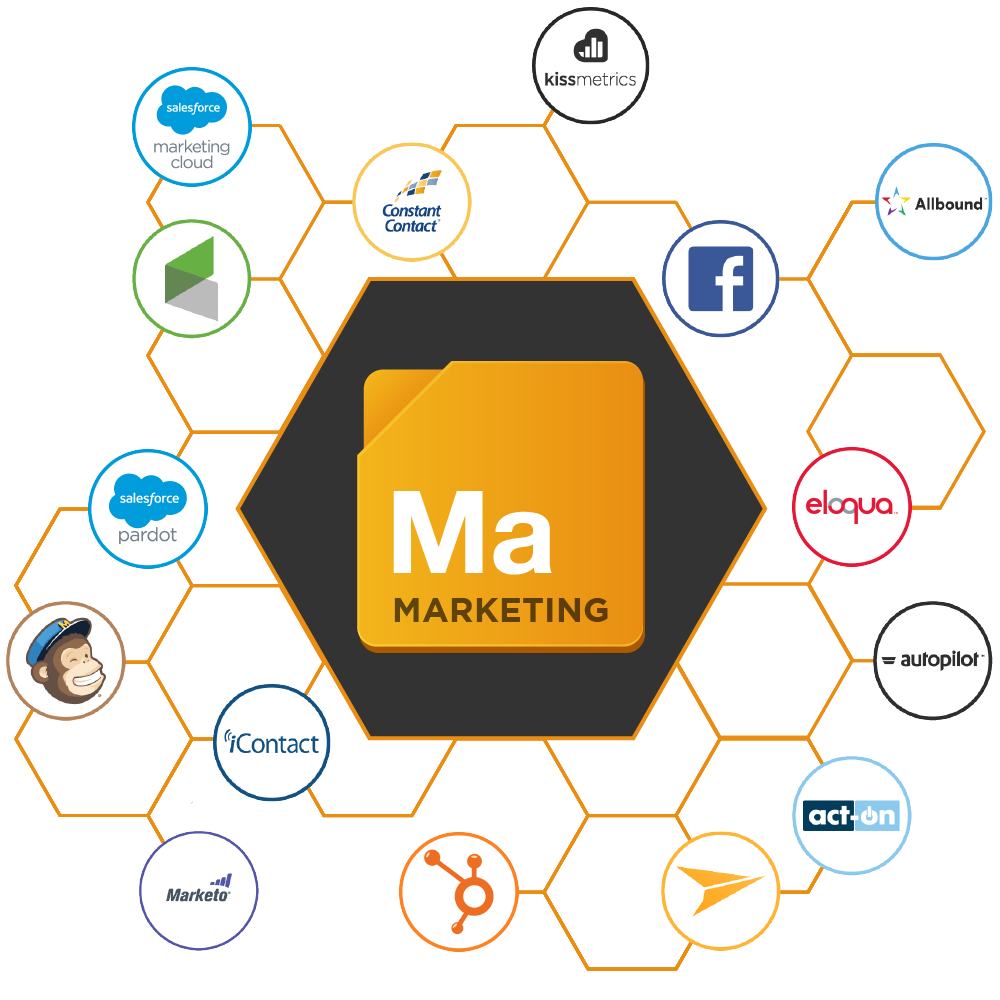 kissmetrics
salesforce
marketing
cloud
Constant
Contact
Allbound
f
salesforce
pardot
eloqua
Ma
MARKETING
M
autopilot
iContact
act-on
Marketo